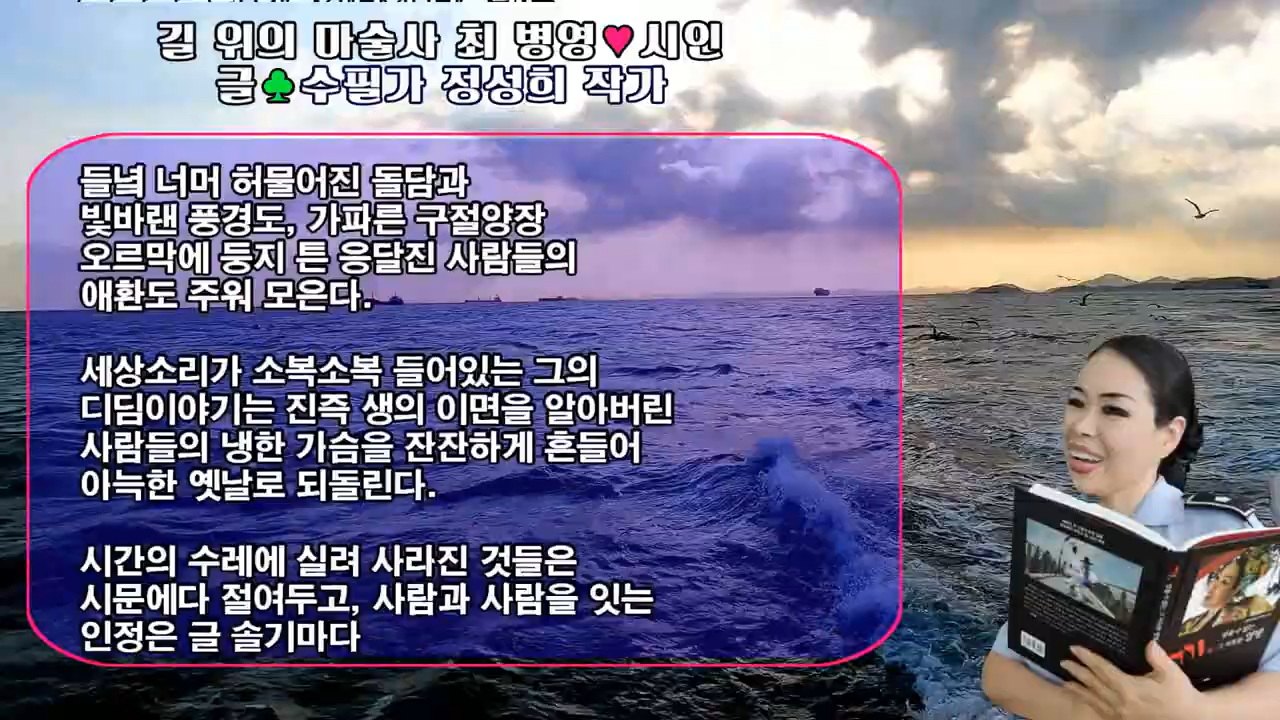 길 위의 마술사 최 병영♥시인
글♣수필가 정성희 작가
들녘 너머 허물어진 돌담과
빛바랜 풍경도, 가파른 구절양장
오르막에 둥지 튼 응달진 사람들의
애환도 주워 모은다.
세상소리가 소복소복 들어있는 그의
디딤이야기는 진즉 생의 이면을 알아버린
사람들의 냉한 가슴을 잔잔하게 흔들어
아늑한 옛날로 되돌린다.
시간의 수레에 실려 사라진 것들은
시문에다 절여두고, 사람과 사람을 잇는
인정은 글 솔기마다